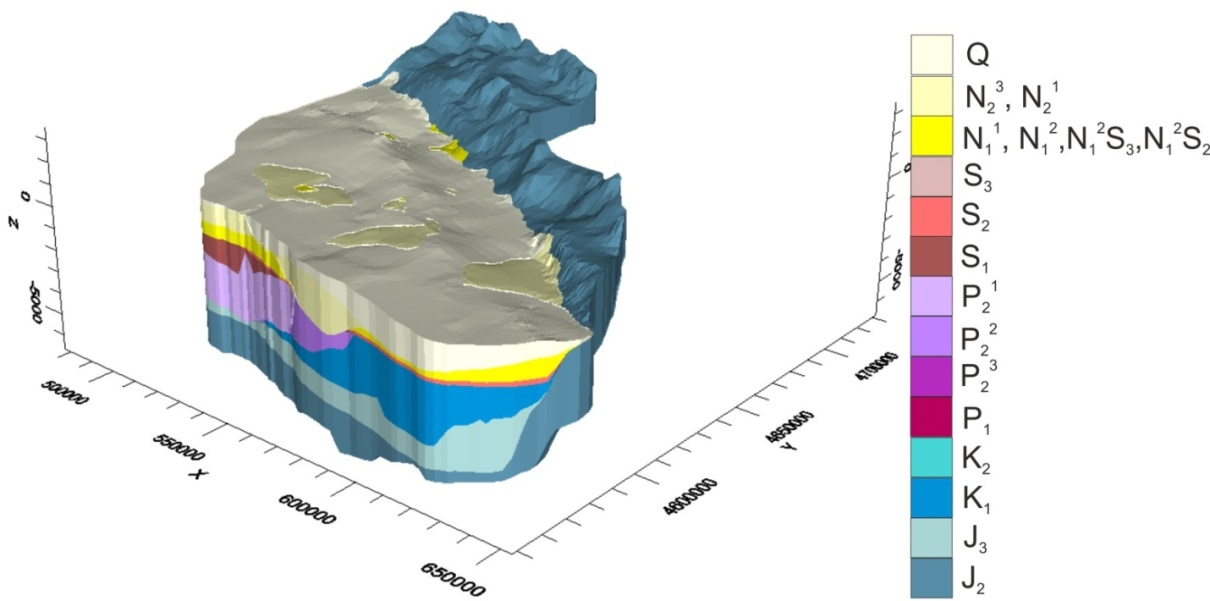 Q
N₂³, N₂¹
N₁¹, N₁²,N₁²S₃,N₁²S₂
S₃
S₂
S₁
P₂¹
P₂²
P₂³
P₁
K₂
K₁
J₃
J₂
Z
0
-5000
500000
550000
X
600000
650000
4600000
4650000
Y
4700000
0
-5000